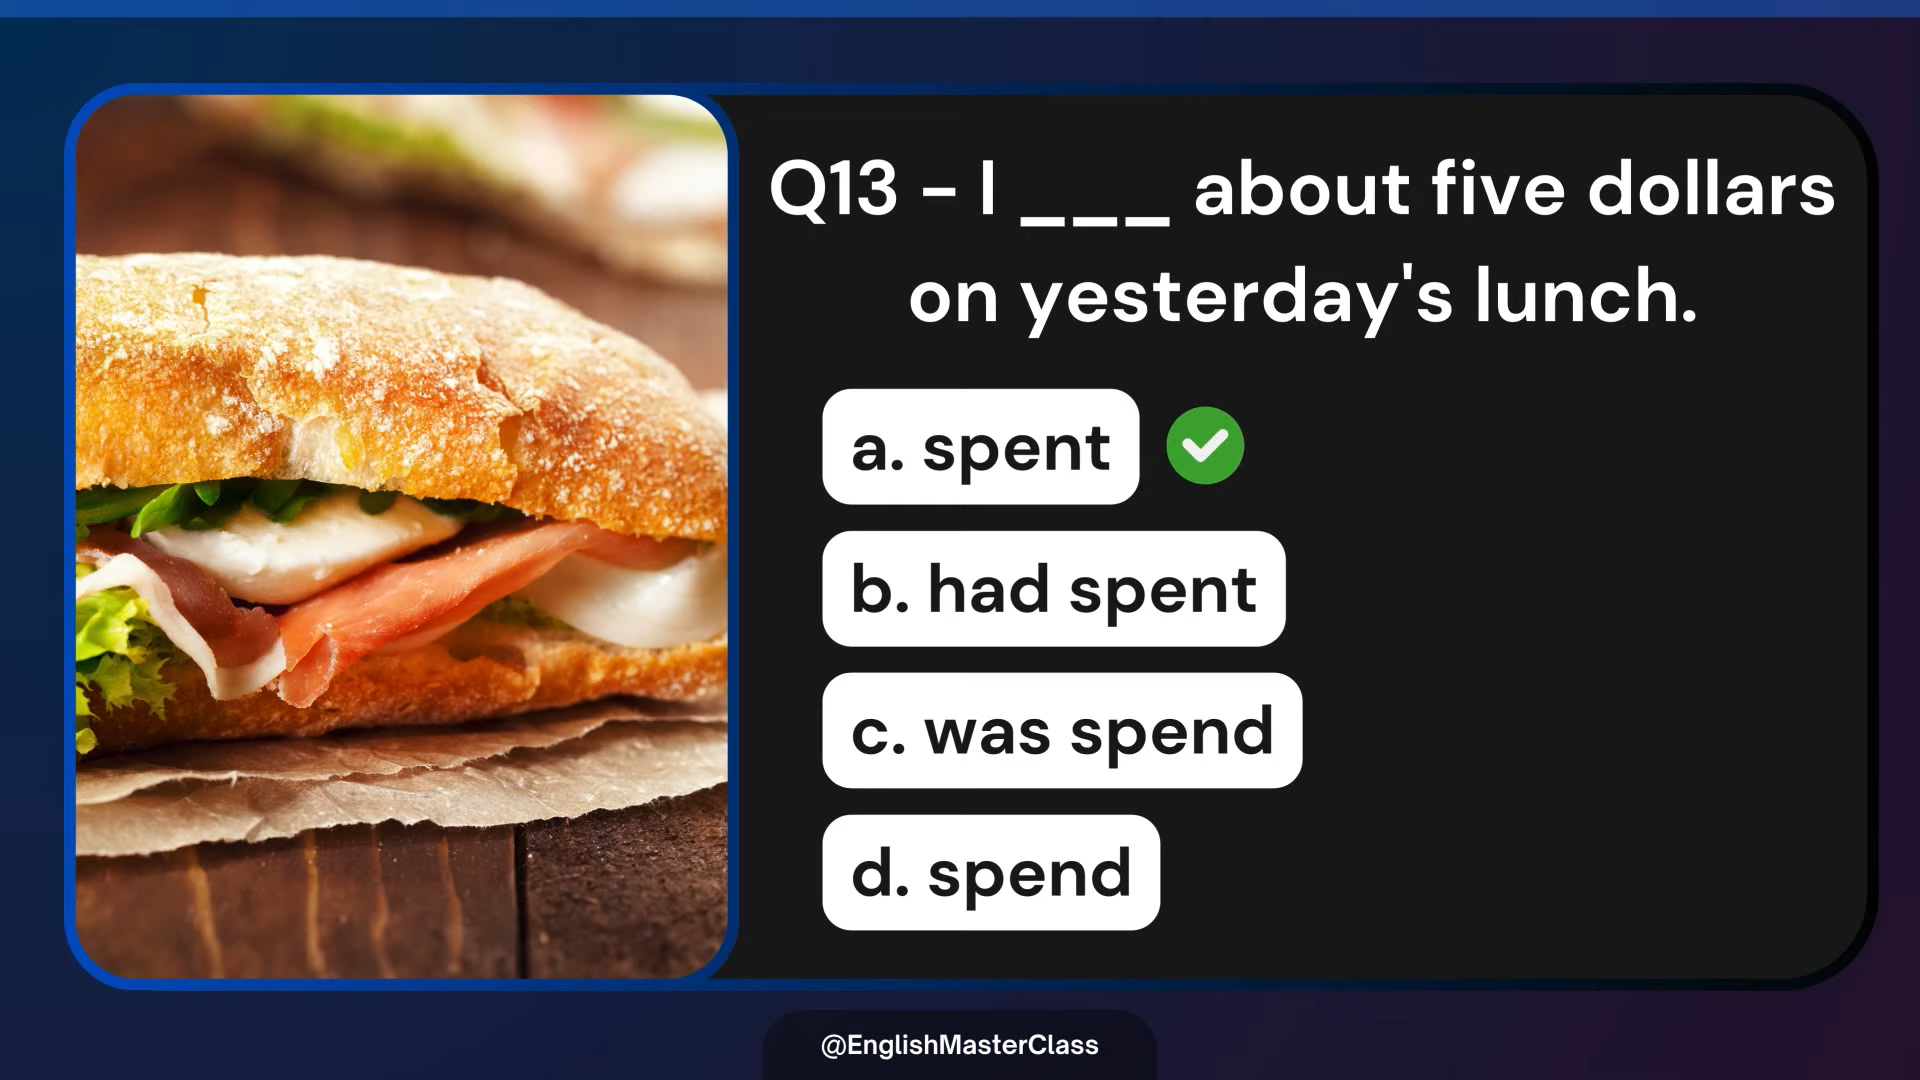 Q13 – I ___ about five dollars
on yesterday's lunch.
a. spent
b. had spent
c. was spend
d. spend
@EnglishMasterClass